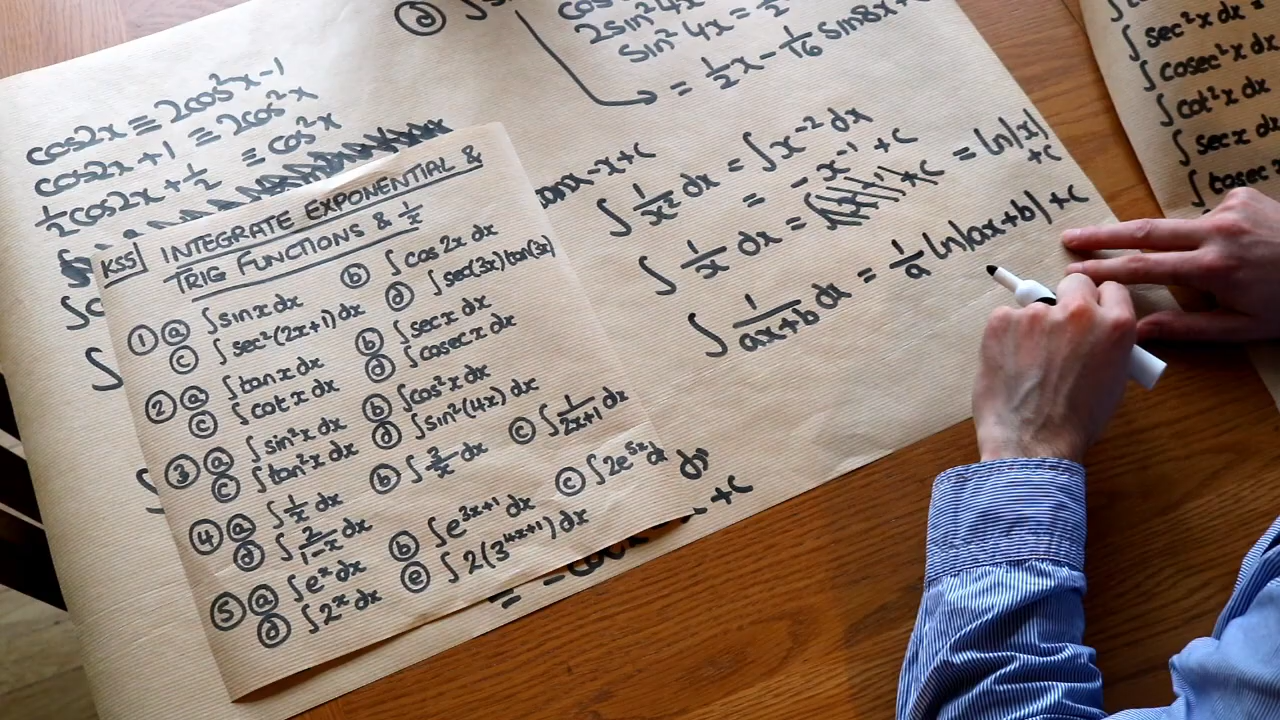 cos2x ≡ 2cos²x-1
cos2x+1 ≡ 2cos²x
½cos2x+½ ≡ cos²x
(d) ∫sin
2sin²4x =
sin²4x = ½
= ½x - 1/16 sin8x+
tanx-x+c
∫ 1/x² dx = ∫x⁻² dx
= -x⁻¹ + c
∫ 1/x dx = +c = ln|x| +c
∫ 1/(ax+b) dx = 1/a ln|ax+b| +c
∫sec²x dx =
∫cosec²x dx
∫cot²x dx
∫secx dx
∫cosec
KS5 INTEGRATE EXPONENTIAL &
TRIG FUNCTIONS & 1/x
① ⓐ ∫sinx dx ⓑ ∫cos 2x dx
ⓒ ∫sec²(2x+1) dx ⓓ ∫sec(3x)tan(3x)
② ⓐ ∫tanx dx ⓑ ∫secx dx
ⓒ ∫cotx dx ⓓ ∫cosecx dx
③ ⓐ ∫sin²x dx ⓑ ∫cos²x dx
ⓒ ∫tan²x dx ⓓ ∫sin²(4x) dx
④ ⓐ ∫ 1/x dx ⓑ ∫ 3/x dx ⓒ ∫ 1/(2x+1) dx
ⓓ ∫ 2/(1-x) dx
⑤ ⓐ ∫eˣ dx ⓑ ∫e³ˣ⁺¹ dx ⓒ ∫2e⁵ˣ dx
ⓓ ∫2ˣ dx ⓔ ∫2(3⁴ˣ⁺¹) dx
+c